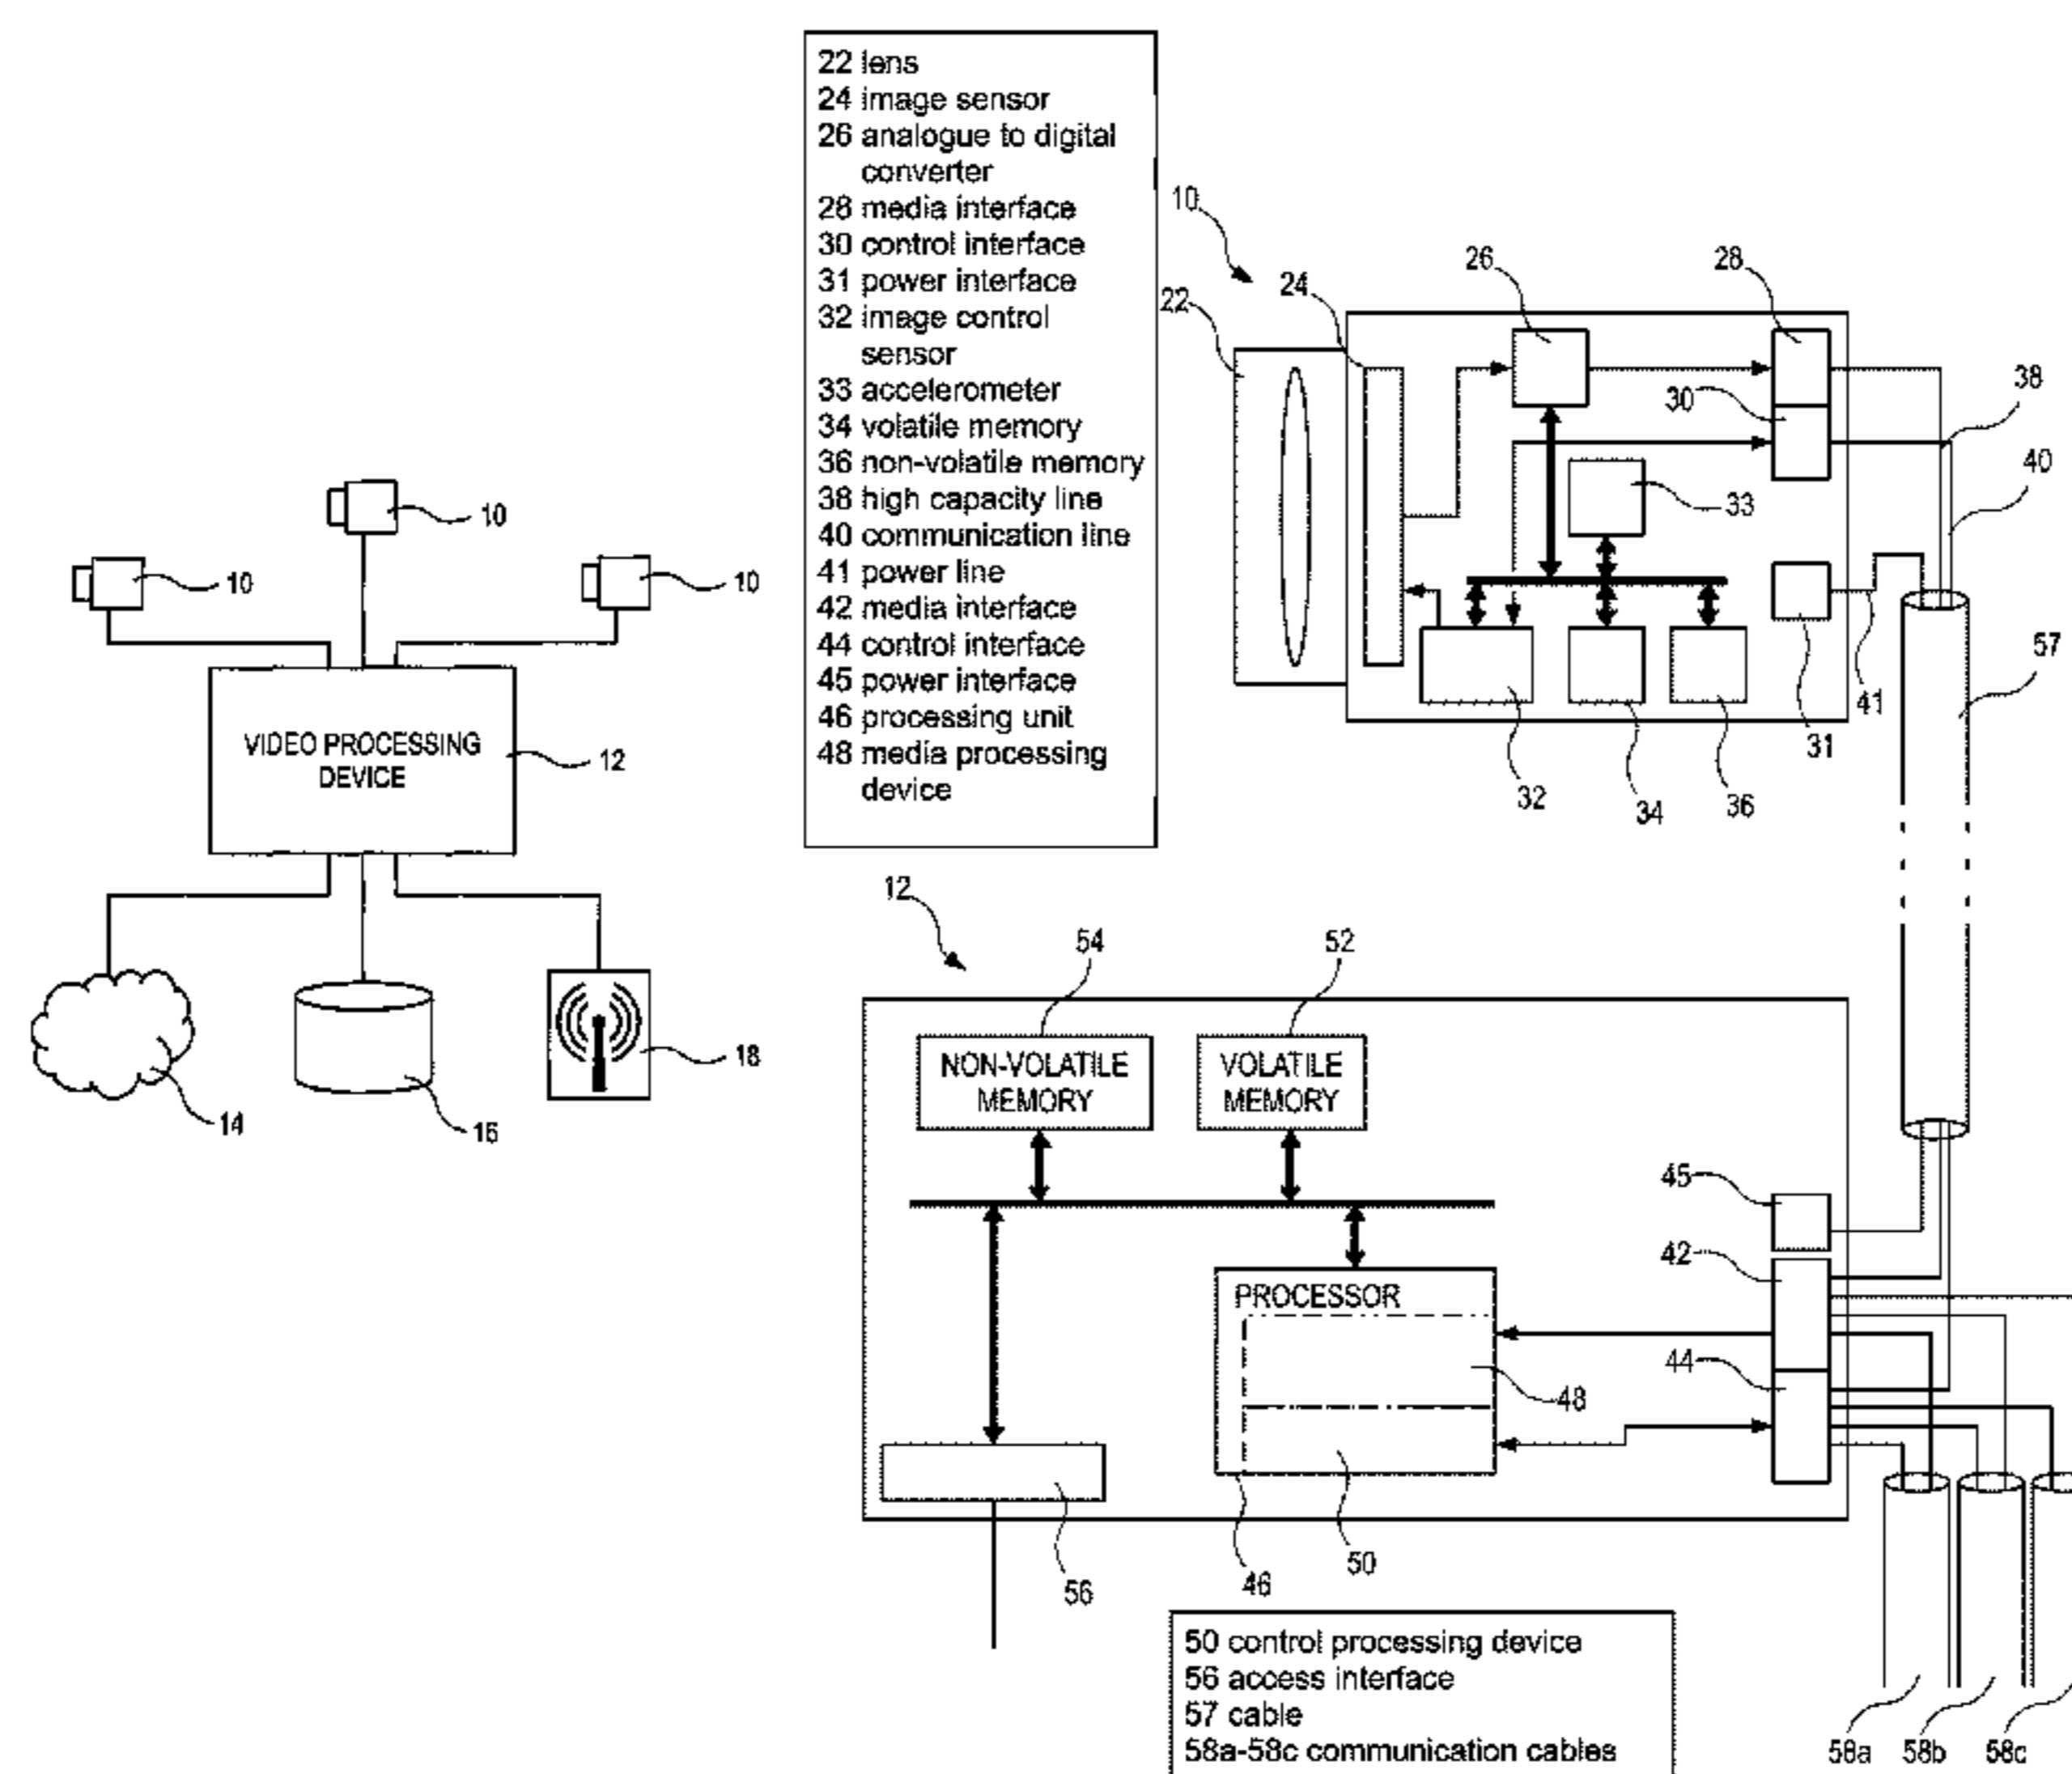 10
10
10
VIDEO PROCESSING
DEVICE
12
14
16
18
22 lens
24 image sensor
26 analogue to digital
converter
28 media interface
30 control interface
31 power interface
32 image control
sensor
33 accelerometer
34 volatile memory
36 non-volatile memory
38 high capacity line
40 communication line
41 power line
42 media interface
44 control interface
45 power interface
46 processing unit
48 media processing
device
10
22
24
26
28
30
38
40
33
57
41
31
32
34
36
12
54
52
NON-VOLATILE
MEMORY
VOLATILE
MEMORY
45
42
PROCESSOR
44
48
50
46
56
50 control processing device
56 access interface
57 cable
58a-58c communication cables
58a
58b
58c